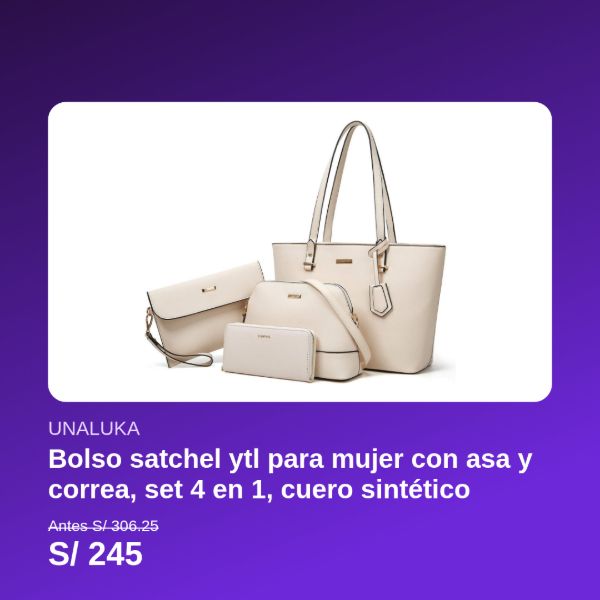 UNALUKA
Bolso satchel ytl para mujer con asa y
correa, set 4 en 1, cuero sintético
Antes S/ 306.25
S/ 245